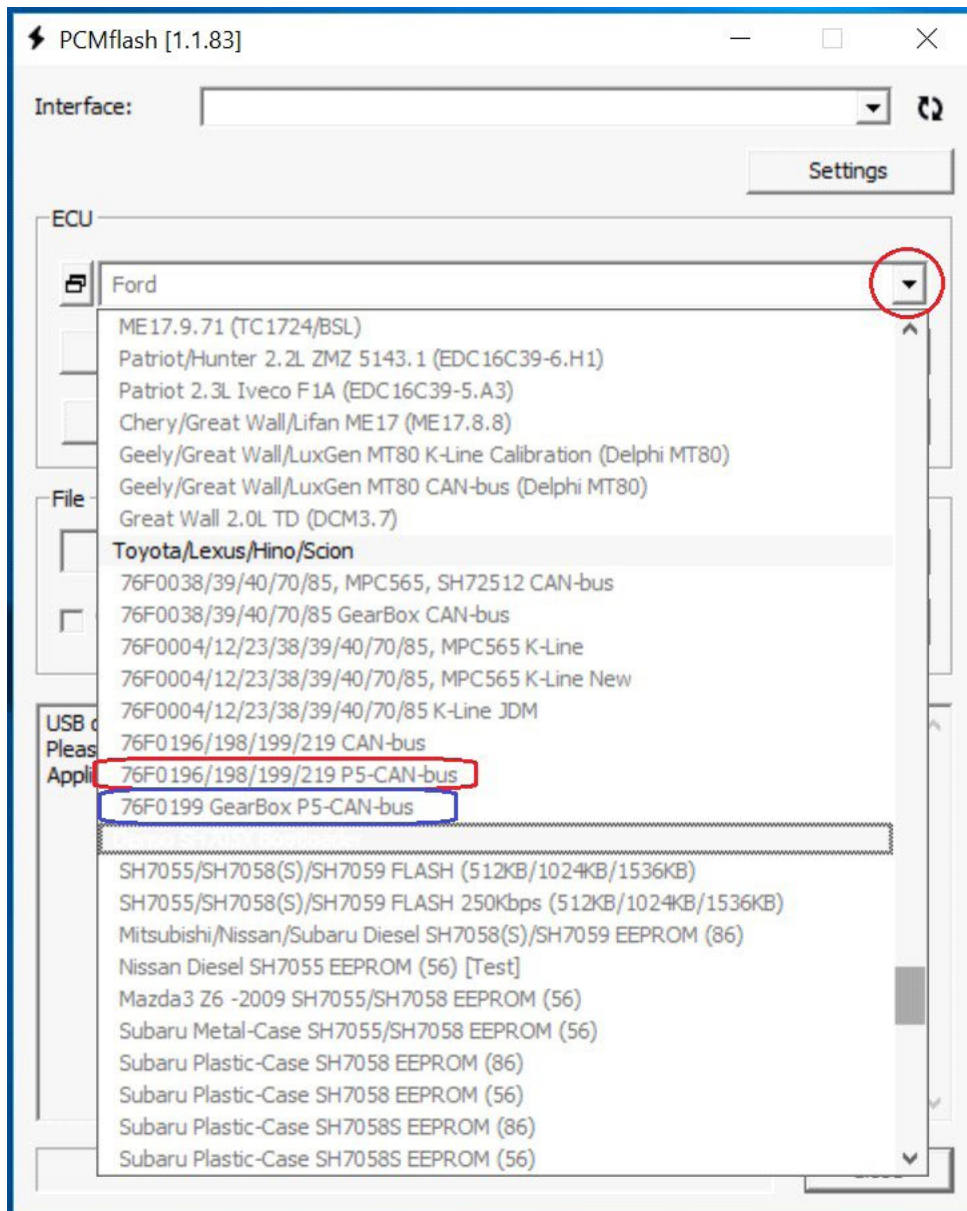 PCMflash [1.1.83]
Interface:
Settings
ECU
Ford
ME17.9.71 (TC1724/BSL)
Patriot/Hunter 2.2L ZMZ 5143.1 (EDC16C39-6.H1)
Patriot 2.3L Iveco F1A (EDC16C39-5.A3)
Chery/Great Wall/Lifan ME17 (ME17.8.8)
Geely/Great Wall/LuxGen MT80 K-Line Calibration (Delphi MT80)
Geely/Great Wall/LuxGen MT80 CAN-bus (Delphi MT80)
File
Great Wall 2.0L TD (DCM3.7)
Toyota/Lexus/Hino/Scion
76F0038/39/40/70/85, MPC565, SH72512 CAN-bus
76F0038/39/40/70/85 GearBox CAN-bus
76F0004/12/23/38/39/40/70/85, MPC565 K-Line
76F0004/12/23/38/39/40/70/85, MPC565 K-Line New
76F0004/12/23/38/39/40/70/85 K-Line JDM
USB
76F0196/198/199/219 CAN-bus
Pleas
76F0196/198/199/219 P5-CAN-bus
Appli
76F0199 GearBox P5-CAN-bus
SH7055/SH7058(S)/SH7059 FLASH (512KB/1024KB/1536KB)
SH7055/SH7058(S)/SH7059 FLASH 250Kbps (512KB/1024KB/1536KB)
Mitsubishi/Nissan/Subaru Diesel SH7058(S)/SH7059 EEPROM (86)
Nissan Diesel SH7055 EEPROM (56) [Test]
Mazda3 Z6 -2009 SH7055/SH7058 EEPROM (56)
Subaru Metal-Case SH7055/SH7058 EEPROM (56)
Subaru Plastic-Case SH7058 EEPROM (86)
Subaru Plastic-Case SH7058 EEPROM (56)
Subaru Plastic-Case SH7058S EEPROM (86)
Subaru Plastic-Case SH7058S EEPROM (56)